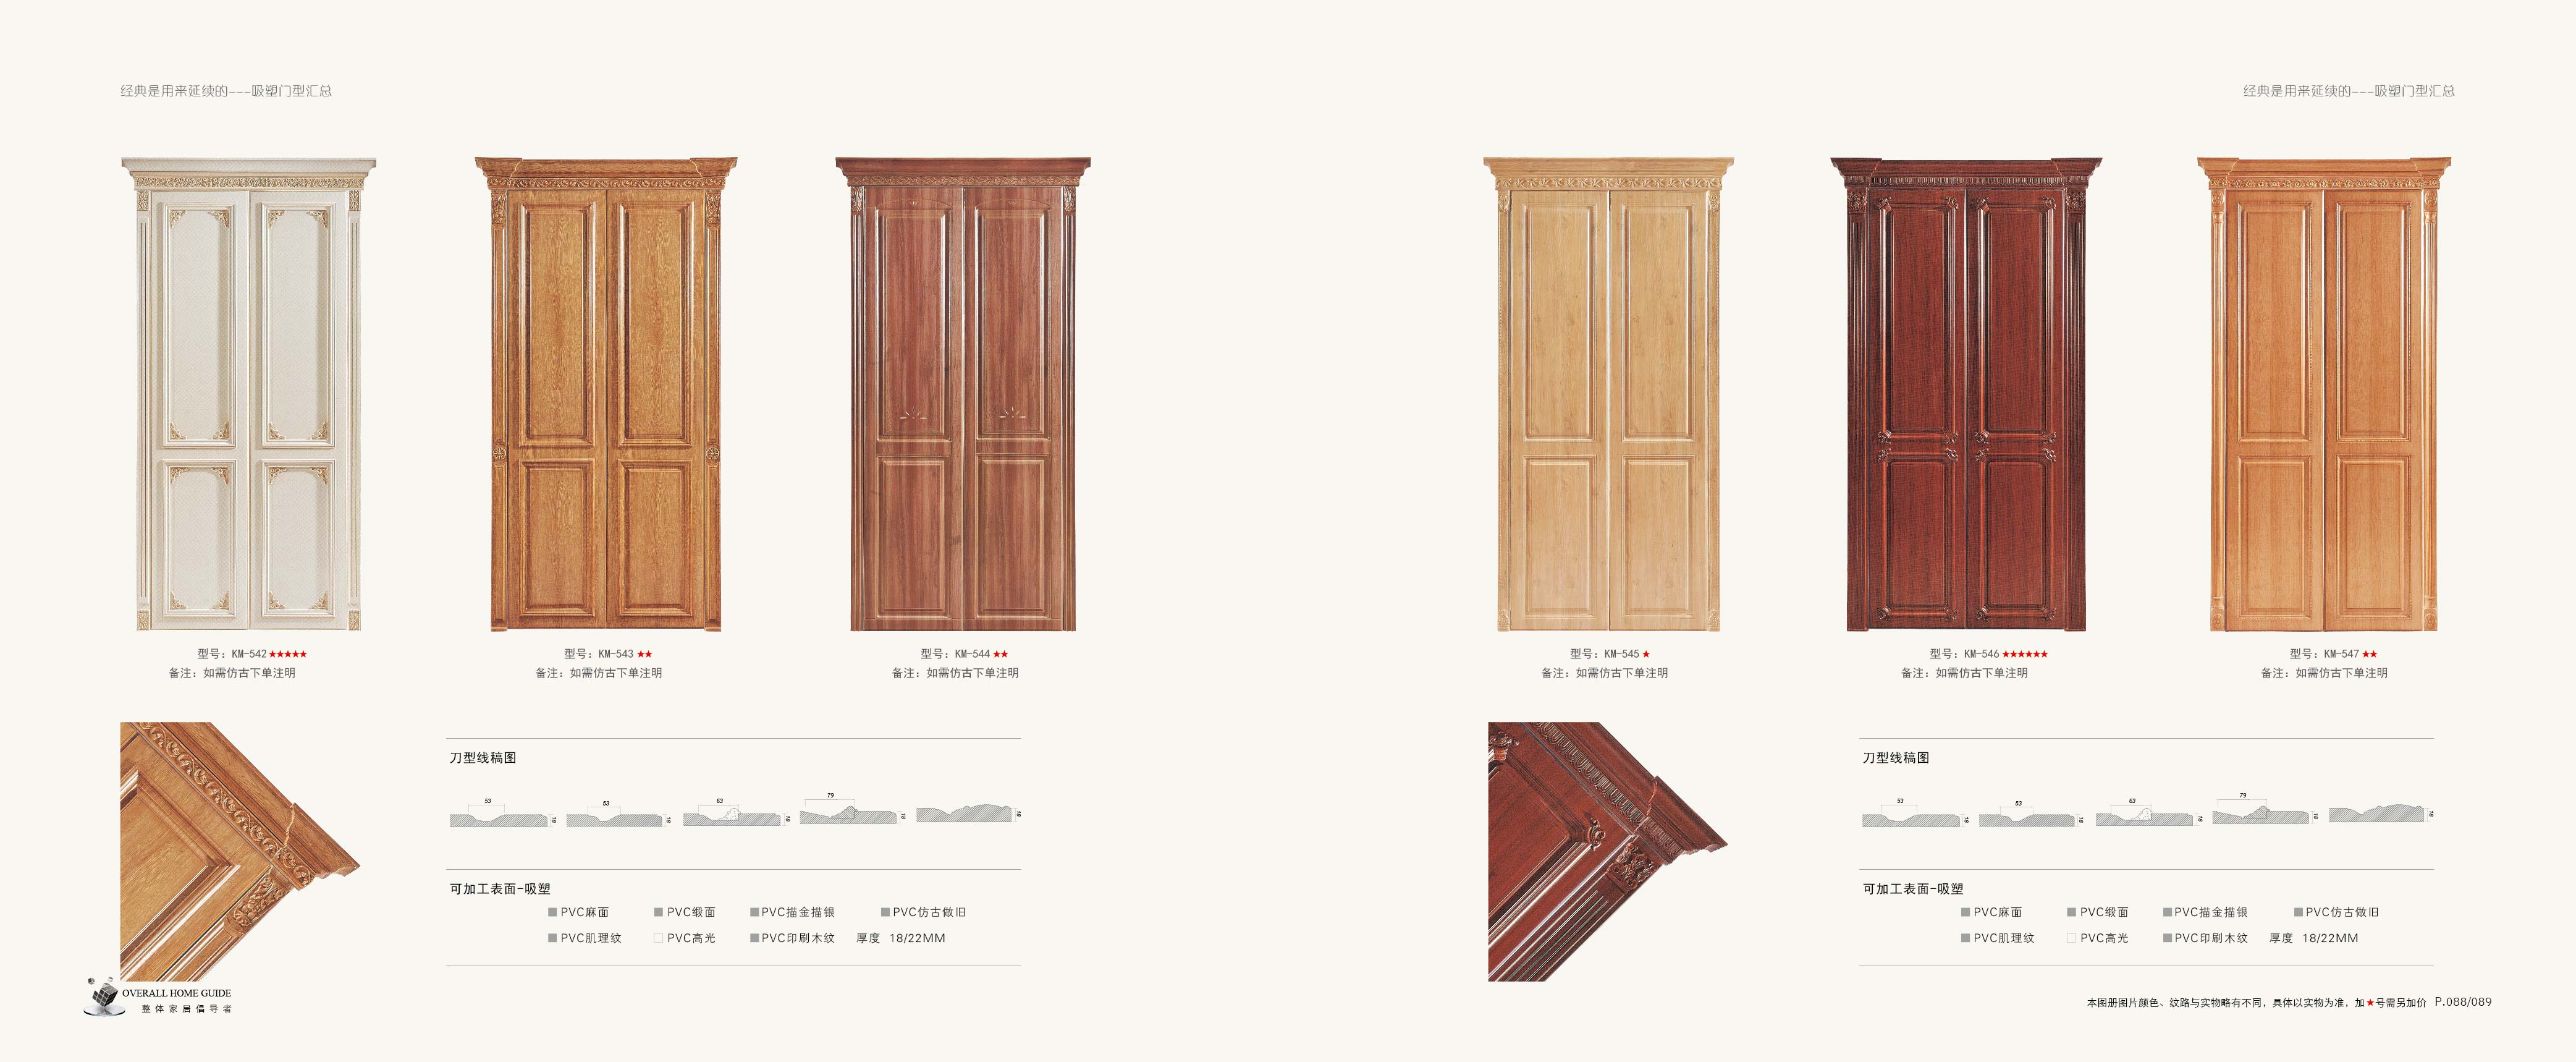 经典是用来延续的---吸塑门型汇总
经典是用来延续的---吸塑门型汇总
型号：KM-542★★★★★
备注：如需仿古下单注明
型号：KM-543★★
备注：如需仿古下单注明
型号：KM-544★★
备注：如需仿古下单注明
型号：KM-545★
备注：如需仿古下单注明
型号：KM-546★★★★★★
备注：如需仿古下单注明
型号：KM-547★★
备注：如需仿古下单注明
刀型线稿图
53 18 53 18 63 18 79 18 18
可加工表面-吸塑
■ PVC麻面 ■ PVC缎面 ■ PVC描金描银 ■ PVC仿古做旧
■ PVC肌理纹 □ PVC高光 ■ PVC印刷木纹 厚度 18/22MM
刀型线稿图
53 18 53 18 63 18 79 18 18
可加工表面-吸塑
■ PVC麻面 ■ PVC缎面 ■ PVC描金描银 ■ PVC仿古做旧
■ PVC肌理纹 □ PVC高光 ■ PVC印刷木纹 厚度 18/22MM
OVERALL HOME GUIDE
整体家居倡导者
本图册图片颜色、纹路与实物略有不同，具体以实物为准，加★号需另加价 P.088/089